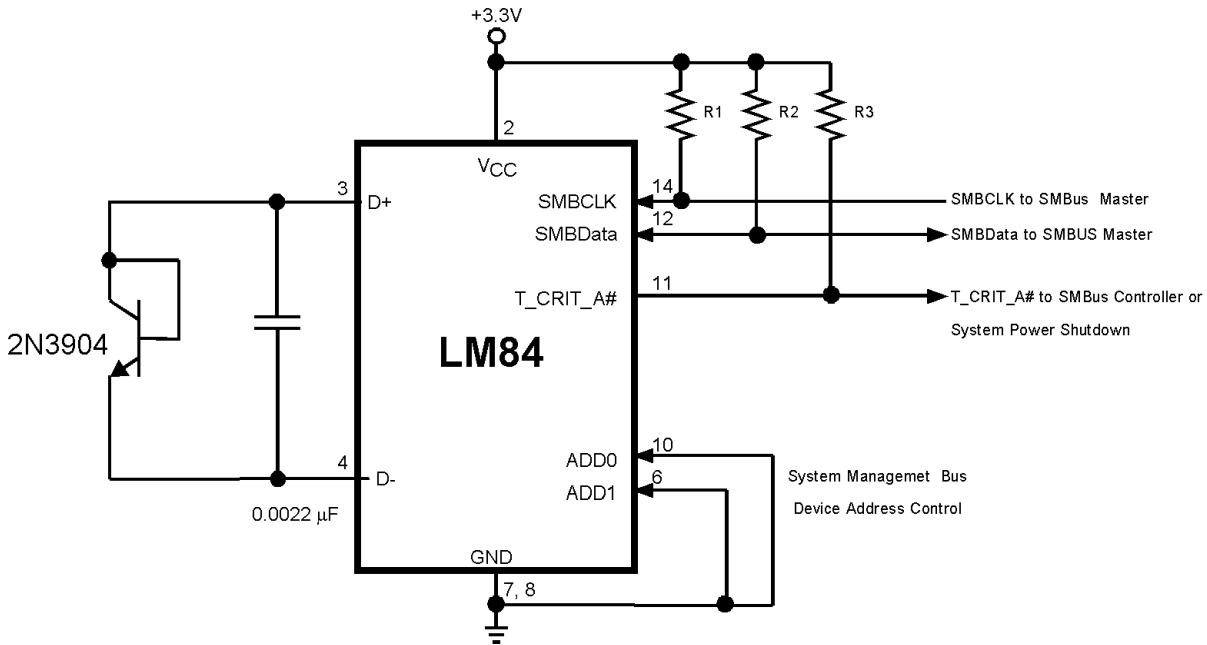 +3.3V
R1
R2
R3
2
VCC
3
D+
SMBCLK
14
SMBCLK to SMBus Master
SMBData
12
SMBData to SMBUS Master
T_CRIT_A#
11
T_CRIT_A# to SMBus Controller or
System Power Shutdown
2N3904
LM84
4
D-
ADD0
10
ADD1
6
System Managemet Bus
Device Address Control
0.0022 µF
GND
7, 8